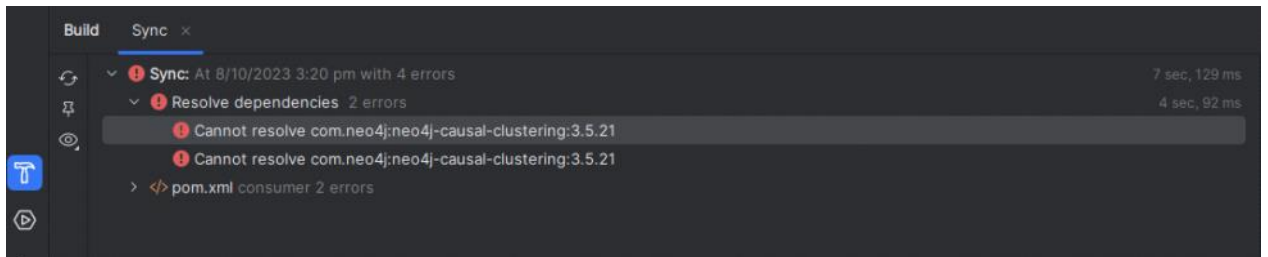 Build Sync ×
Sync: At 8/10/2023 3:20 pm with 4 errors 7 sec, 129 ms
Resolve dependencies 2 errors 4 sec, 92 ms
Cannot resolve com.neo4j:neo4j-causal-clustering:3.5.21
Cannot resolve com.neo4j:neo4j-causal-clustering:3.5.21
pom.xml consumer 2 errors